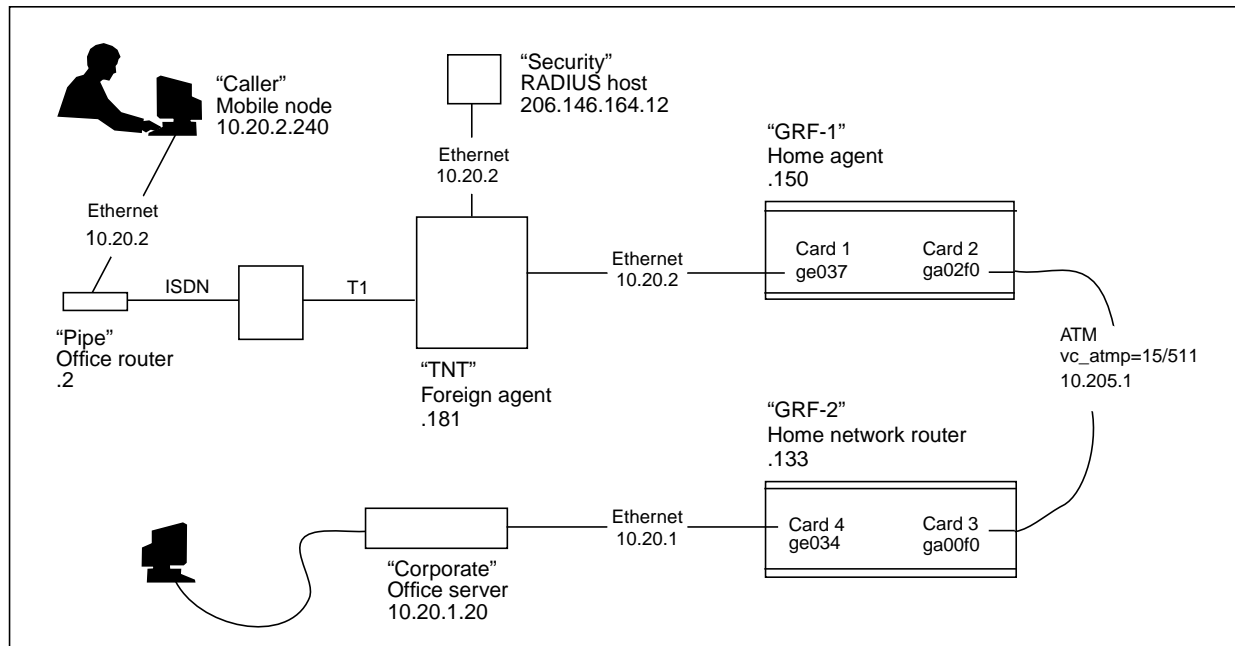 “Caller”
Mobile node
10.20.2.240
“Security”
RADIUS host
206.146.164.12
“GRF-1”
Home agent
.150
Ethernet
10.20.2
Ethernet
10.20.2
Card 1
ge037
Card 2
ga02f0
Ethernet
10.20.2
ISDN
T1
“Pipe”
Office router
.2
“TNT”
Foreign agent
.181
ATM
vc_atmp=15/511
10.205.1
“GRF-2”
Home network router
.133
Ethernet
10.20.1
Card 4
ge034
Card 3
ga00f0
“Corporate”
Office server
10.20.1.20